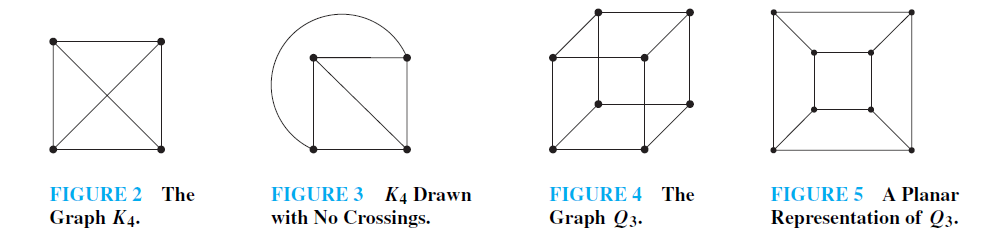 FIGURE 2 The
Graph K4.
FIGURE 3 K4 Drawn
with No Crossings.
FIGURE 4 The
Graph Q3.
FIGURE 5 A Planar
Representation of Q3.